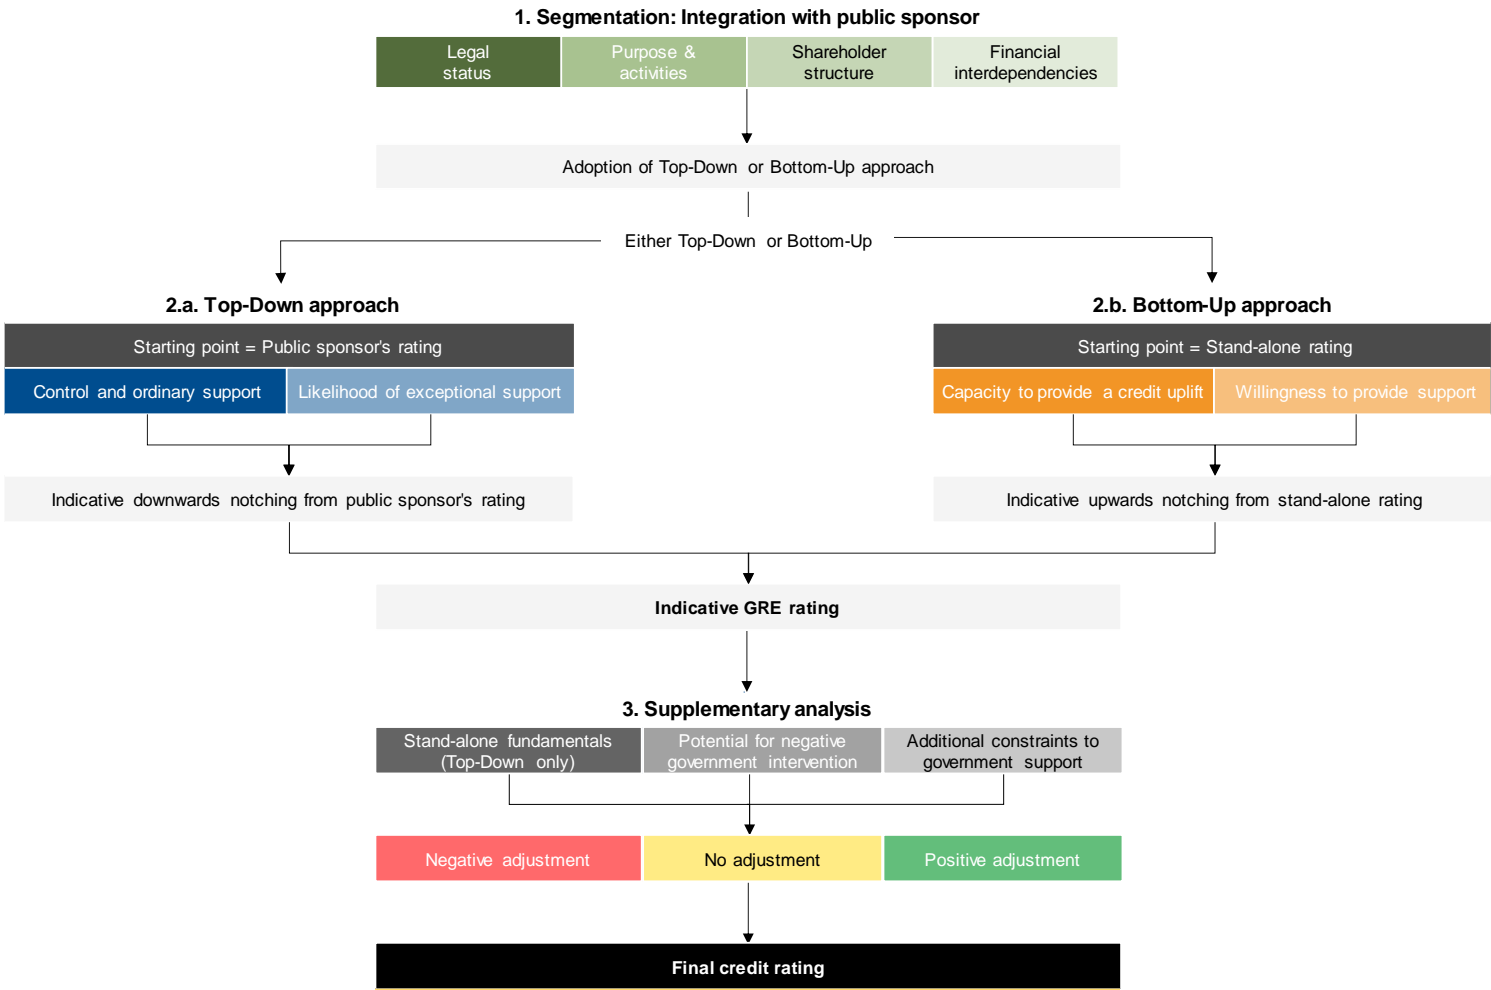 1. Segmentation: Integration with public sponsor
Legal
status
Purpose &
activities
Shareholder
structure
Financial
interdependencies
Adoption of Top-Down or Bottom-Up approach
Either Top-Down or Bottom-Up
2.a. Top-Down approach
Starting point = Public sponsor's rating
Control and ordinary support
Likelihood of exceptional support
Indicative downwards notching from public sponsor's rating
2.b. Bottom-Up approach
Starting point = Stand-alone rating
Capacity to provide a credit uplift
Willingness to provide support
Indicative upwards notching from stand-alone rating
Indicative GRE rating
3. Supplementary analysis
Stand-alone fundamentals
(Top-Down only)
Potential for negative
government intervention
Additional constraints to
government support
Negative adjustment
No adjustment
Positive adjustment
Final credit rating